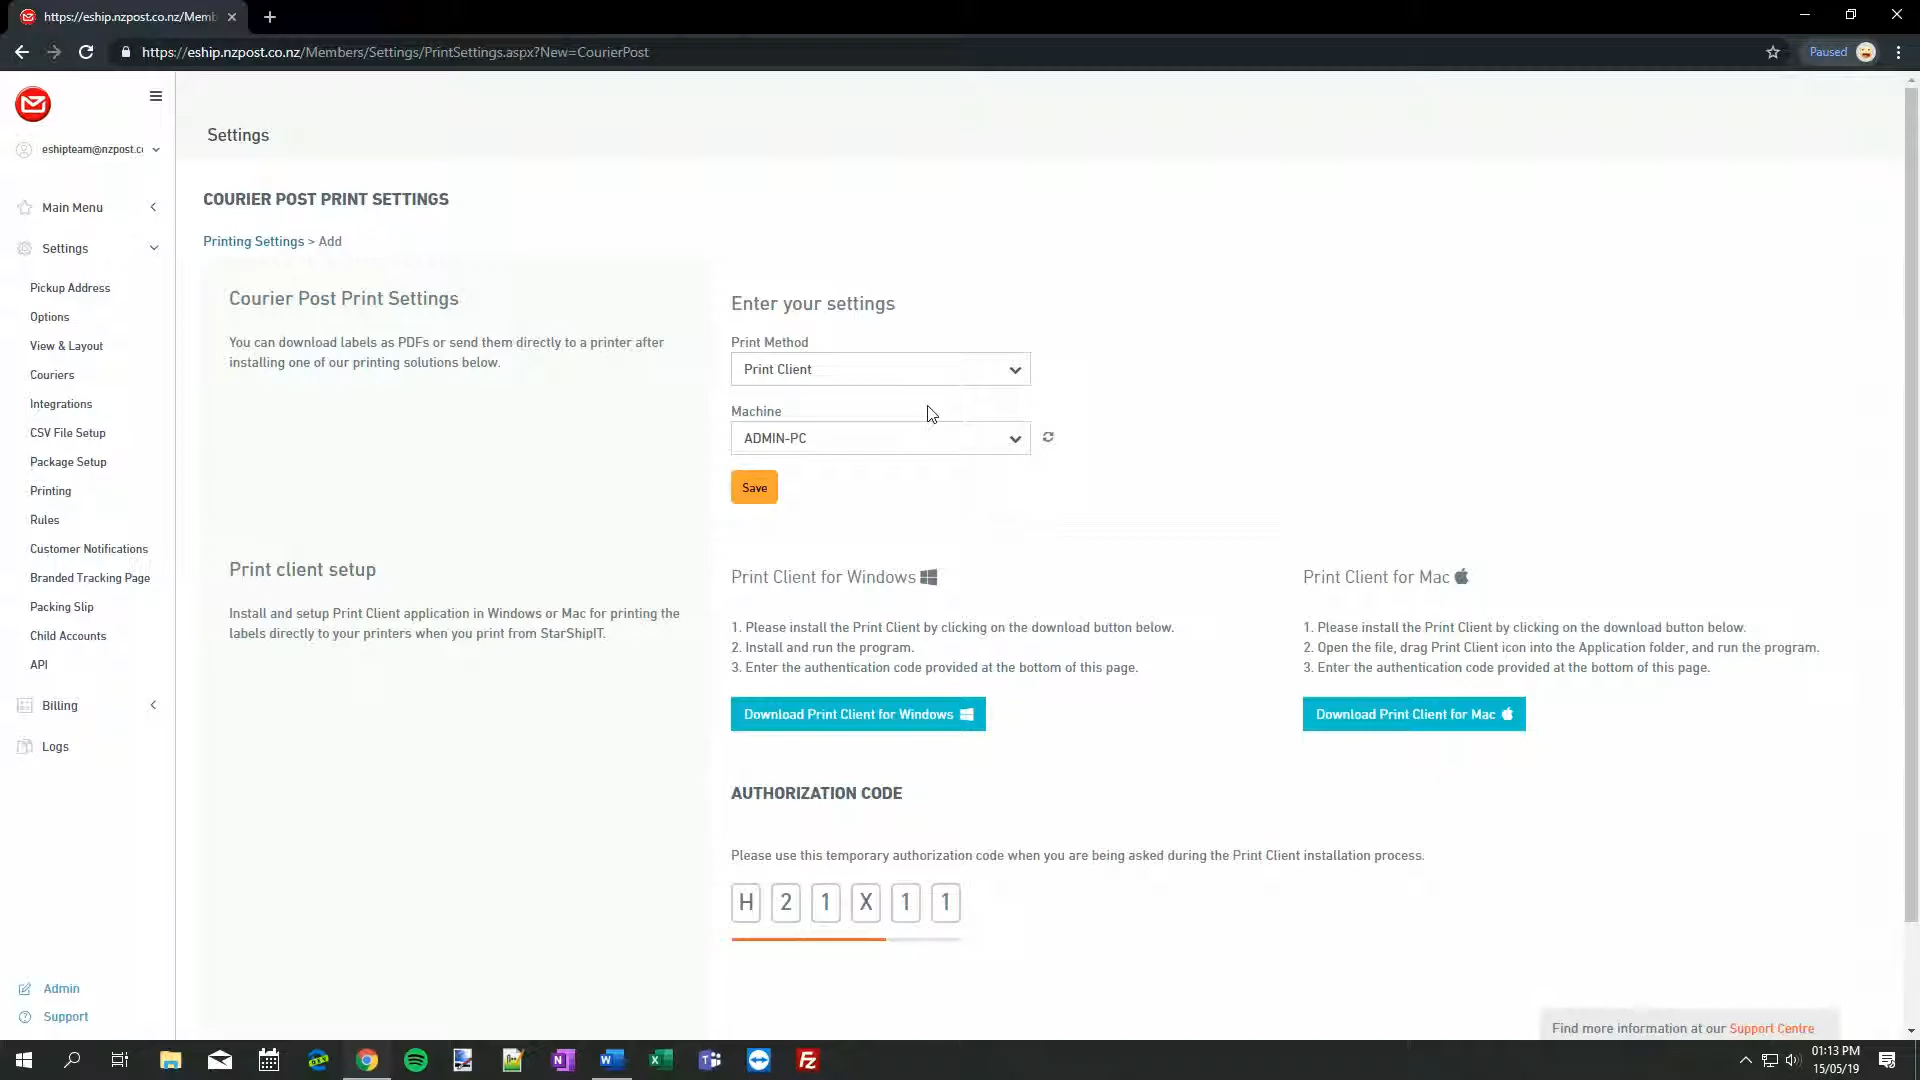 https://eship.nzpost.co.nz/Memb
https://eship.nzpost.co.nz/Members/Settings/PrintSettings.aspx?New=CourierPost
Paused
eshipteam@nzpost.cc
Main Menu
Settings
Pickup Address
Options
View & Layout
Couriers
Integrations
CSV File Setup
Package Setup
Printing
Rules
Customer Notifications
Branded Tracking Page
Packing Slip
Child Accounts
API
Billing
Logs
Admin
Support
Settings
COURIER POST PRINT SETTINGS
Printing Settings > Add
Courier Post Print Settings
You can download labels as PDFs or send them directly to a printer after
installing one of our printing solutions below.
Enter your settings
Print Method
Print Client
Machine
ADMIN-PC
Save
Print client setup
Install and setup Print Client application in Windows or Mac for printing the
labels directly to your printers when you print from StarShipIT.
Print Client for Windows
1. Please install the Print Client by clicking on the download button below.
2. Install and run the program.
3. Enter the authentication code provided at the bottom of this page.
Download Print Client for Windows
Print Client for Mac
1. Please install the Print Client by clicking on the download button below.
2. Open the file, drag Print Client icon into the Application folder, and run the program.
3. Enter the authentication code provided at the bottom of this page.
Download Print Client for Mac
AUTHORIZATION CODE
Please use this temporary authorization code when you are being asked during the Print Client installation process.
H 2 1 X 1 1
Find more information at our Support Centre
01:13 PM
15/05/19